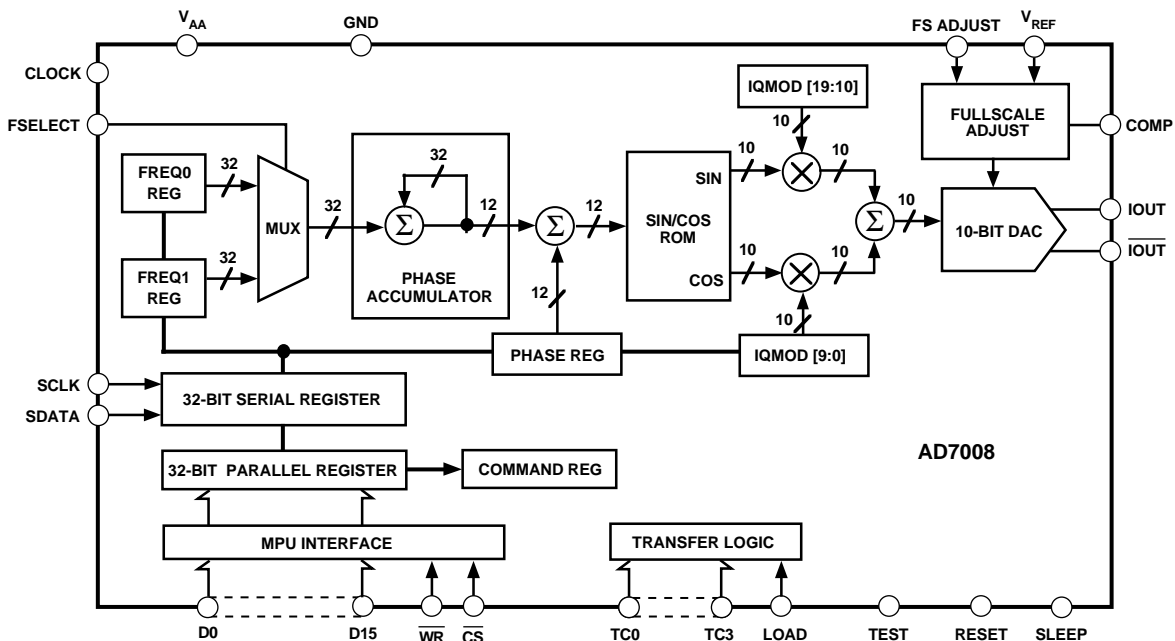 V_AA
GND
FS ADJUST
V_REF
CLOCK
IQMOD [19:10]
FULLSCALE
ADJUST
FSELECT
COMP
10
32
10
10
FREQ0
REG
32
32
MUX
32
Σ
12
Σ
12
SIN
SIN/COS
ROM
COS
Σ
10
10-BIT DAC
IOUT
IOUT
FREQ1
REG
32
PHASE
ACCUMULATOR
12
10
10
10
PHASE REG
IQMOD [9:0]
SCLK
32-BIT SERIAL REGISTER
SDATA
AD7008
32-BIT PARALLEL REGISTER
COMMAND REG
MPU INTERFACE
TRANSFER LOGIC
D0
D15
WR
CS
TC0
TC3
LOAD
TEST
RESET
SLEEP